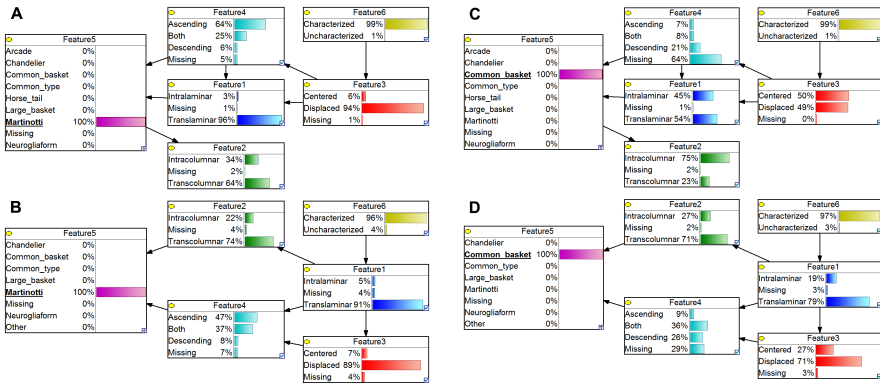 A
Feature5
Arcade 0%
Chandelier 0%
Common_basket 0%
Common_type 0%
Horse_tail 0%
Large_basket 0%
Martinotti 100%
Missing 0%
Neurogliaform 0%
Feature4
Ascending 64%
Both 25%
Descending 6%
Missing 5%
Feature6
Characterized 99%
Uncharacterized 1%
Feature1
Intralaminar 3%
Missing 1%
Translaminar 96%
Feature3
Centered 6%
Displaced 94%
Missing 1%
Feature2
Intracolumnar 34%
Missing 2%
Transcolumnar 64%
C
Feature5
Arcade 0%
Chandelier 0%
Common_basket 100%
Common_type 0%
Horse_tail 0%
Large_basket 0%
Martinotti 0%
Missing 0%
Neurogliaform 0%
Feature4
Ascending 7%
Both 8%
Descending 21%
Missing 64%
Feature6
Characterized 99%
Uncharacterized 1%
Feature1
Intralaminar 45%
Missing 1%
Translaminar 54%
Feature3
Centered 50%
Displaced 49%
Missing 0%
Feature2
Intracolumnar 75%
Missing 2%
Transcolumnar 23%
B
Feature5
Chandelier 0%
Common_basket 0%
Common_type 0%
Large_basket 0%
Martinotti 100%
Missing 0%
Neurogliaform 0%
Other 0%
Feature2
Intracolumnar 22%
Missing 4%
Transcolumnar 74%
Feature6
Characterized 96%
Uncharacterized 4%
Feature1
Intralaminar 5%
Missing 4%
Translaminar 91%
Feature4
Ascending 47%
Both 37%
Descending 8%
Missing 7%
Feature3
Centered 7%
Displaced 89%
Missing 4%
D
Feature5
Chandelier 0%
Common_basket 100%
Common_type 0%
Large_basket 0%
Martinotti 0%
Missing 0%
Neurogliaform 0%
Other 0%
Feature2
Intracolumnar 27%
Missing 2%
Transcolumnar 71%
Feature6
Characterized 97%
Uncharacterized 3%
Feature1
Intralaminar 19%
Missing 3%
Translaminar 79%
Feature4
Ascending 9%
Both 36%
Descending 26%
Missing 29%
Feature3
Centered 27%
Displaced 71%
Missing 3%